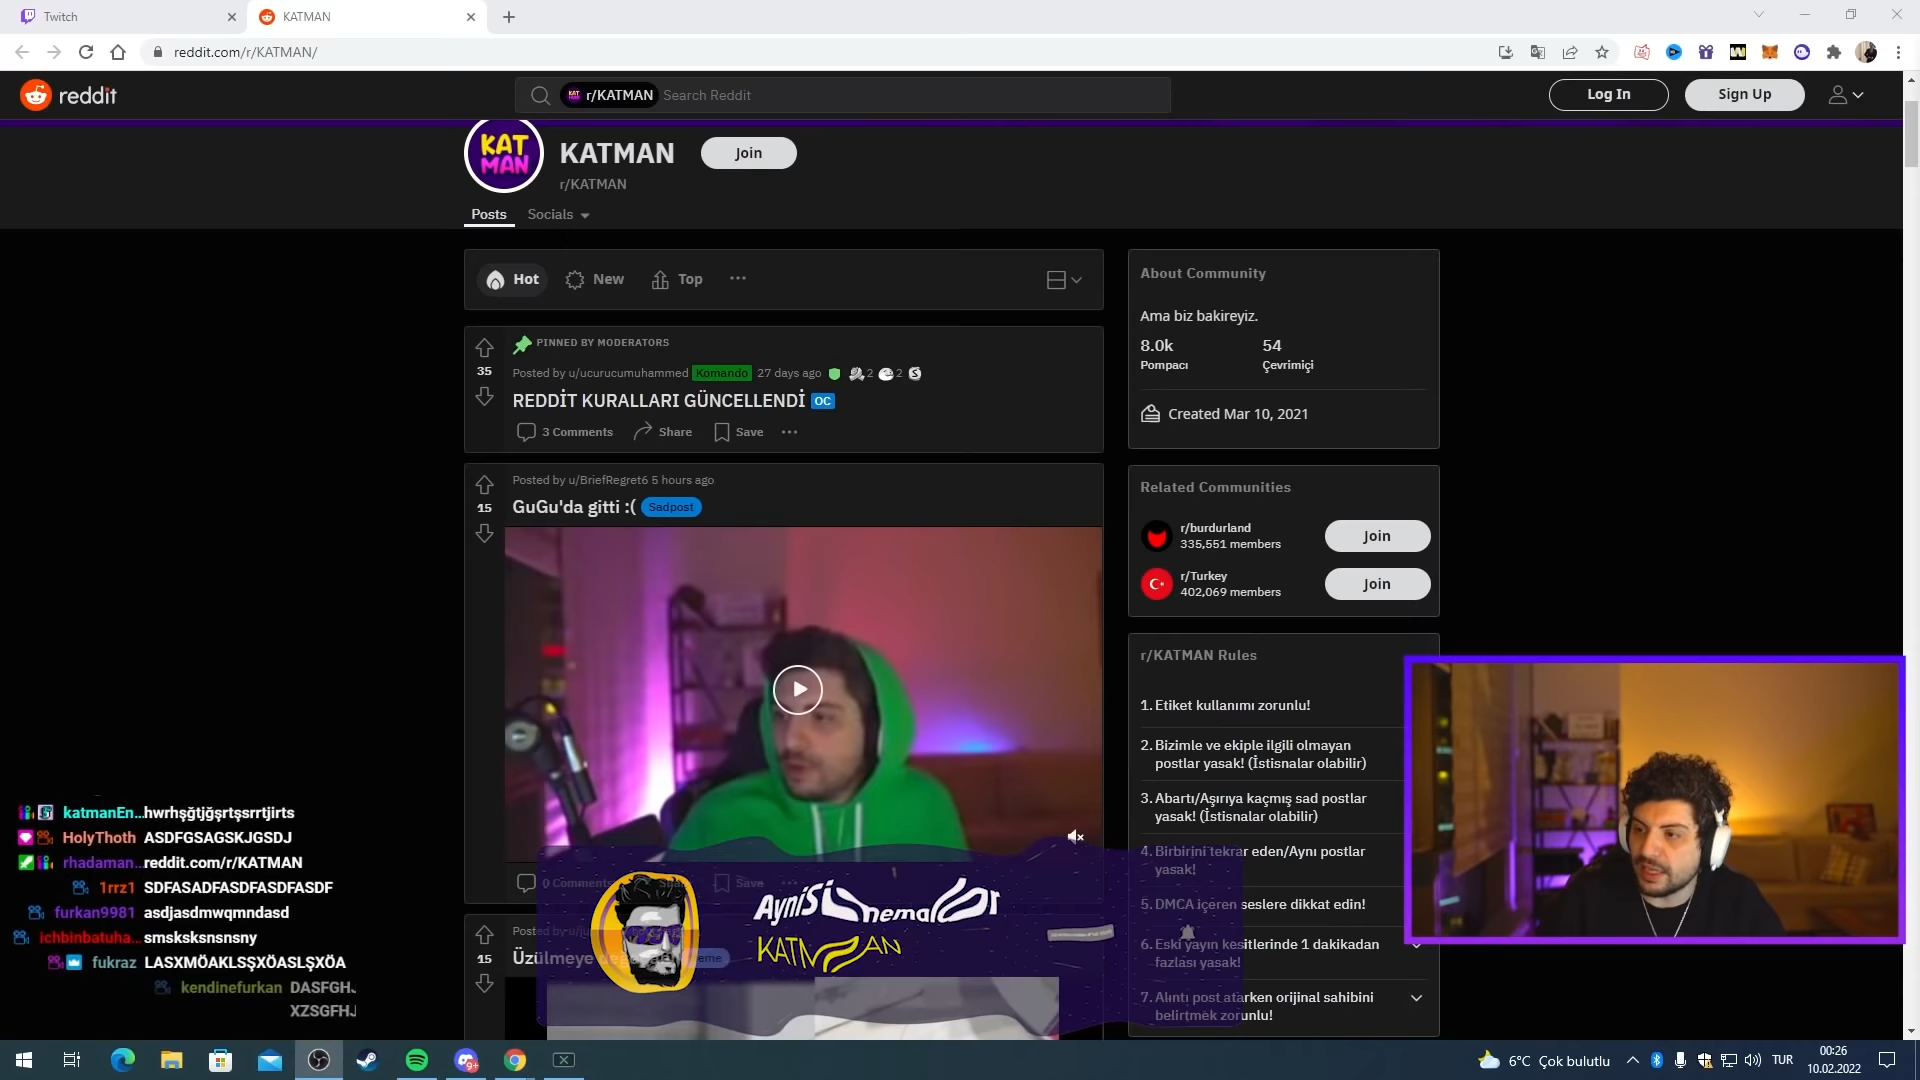 Twitch
KATMAN
reddit.com/r/KATMAN/
reddit
r/KATMAN
Search Reddit
Log In
Sign Up
KAT
MAN
KATMAN
Join
r/KATMAN
Posts
Socials
Hot
New
Top
PINNED BY MODERATORS
35
Posted by u/ucurucumuhammed Komando 27 days ago 2 2
REDDİT KURALLARI GÜNCELLENDİ OC
3 Comments
Share
Save
Posted by u/BriefRegret6 5 hours ago
15
GuGu'da gitti :( Sadpost
0 Comments
Save
15
Posted by
Üzülmeye
AyniSinemalar
KATMAN
About Community
Ama biz bakireyiz.
8.0k
54
Pompacı
Çevrimiçi
Created Mar 10, 2021
Related Communities
r/burdurland
335,551 members
Join
r/Turkey
402,069 members
Join
r/KATMAN Rules
1. Etiket kullanımı zorunlu!
2. Bizimle ve ekiple ilgili olmayan
postlar yasak! (İstisnalar olabilir)
3. Abartı/Aşırıya kaçmış sad postlar
yasak! (İstisnalar olabilir)
4. Birbirini tekrar eden/Aynı postlar
yasak!
5. DMCA içeren seslere dikkat edin!
6. Eski yayın kesitlerinde 1 dakikadan
fazlası yasak!
7. Alıntı post atarken orijinal sahibini
belirtmek zorunlu!
katmanEn...hwrhşğtjğşrtşsrrtjirts
HolyThoth ASDFGSAGSKJGSDJ
rhadaman...reddit.com/r/KATMAN
1rrz1 SDFASADFASDFASDFASDF
furkan9981 asdjasdmwqmndasd
ichbinbatuha...smsksksnsnsny
fukraz LASXMÖAKLSŞXÖASLŞXÖA
kendinefurkan DASFGHJ
XZSGFHJ
9+
6°C Çok bulutlu
TUR
00:26
10.02.2022